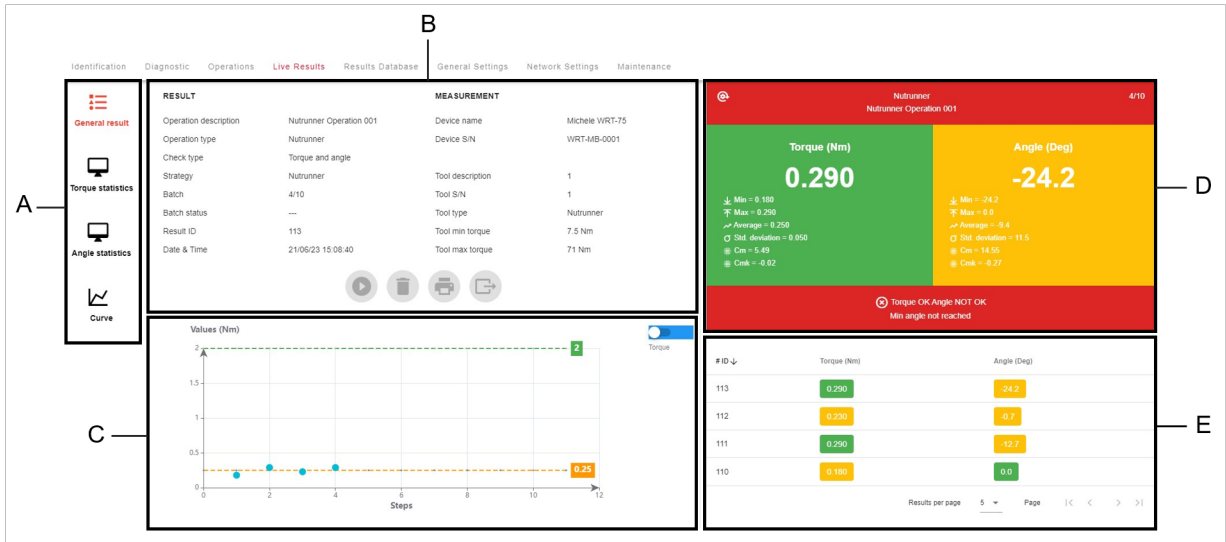 B
Identification Diagnostic Operations Live Results Results Database General Settings Network Settings Maintenance
A
General result
Torque statistics
Angle statistics
Curve
RESULT MEASUREMENT
Operation description Nutrunner Operation 001 Device name Michele WRT-75
Operation type Nutrunner Device S/N WRT-MB-0001
Check type Torque and angle
Strategy Nutrunner Tool description 1
Batch 4/10 Tool S/N 1
Batch status --- Tool type Nutrunner
Result ID 113 Tool min torque 7.5 Nm
Date & Time 21/06/23 15:08:40 Tool max torque 71 Nm
D
Nutrunner 4/10
Nutrunner Operation 001
Torque (Nm)
0.290
Min = 0.180
Max = 0.290
Average = 0.250
Std. deviation = 0.050
Cm = 5.49
Cmk = -0.02
Angle (Deg)
-24.2
Min = -24.2
Max = 0.0
Average = -9.4
Std. deviation = 11.5
Cm = 14.55
Cmk = -0.27
Torque OK Angle NOT OK
Min angle not reached
C
Values (Nm)
Torque
2 2
1.5
1
0.5
0.25
0
0 2 4 6 8 10 12
Steps
E
# ID Torque (Nm) Angle (Deg)
113 0.290 -24.2
112 0.230 -0.7
111 0.290 -12.7
110 0.180 0.0
Results per page 5 Page